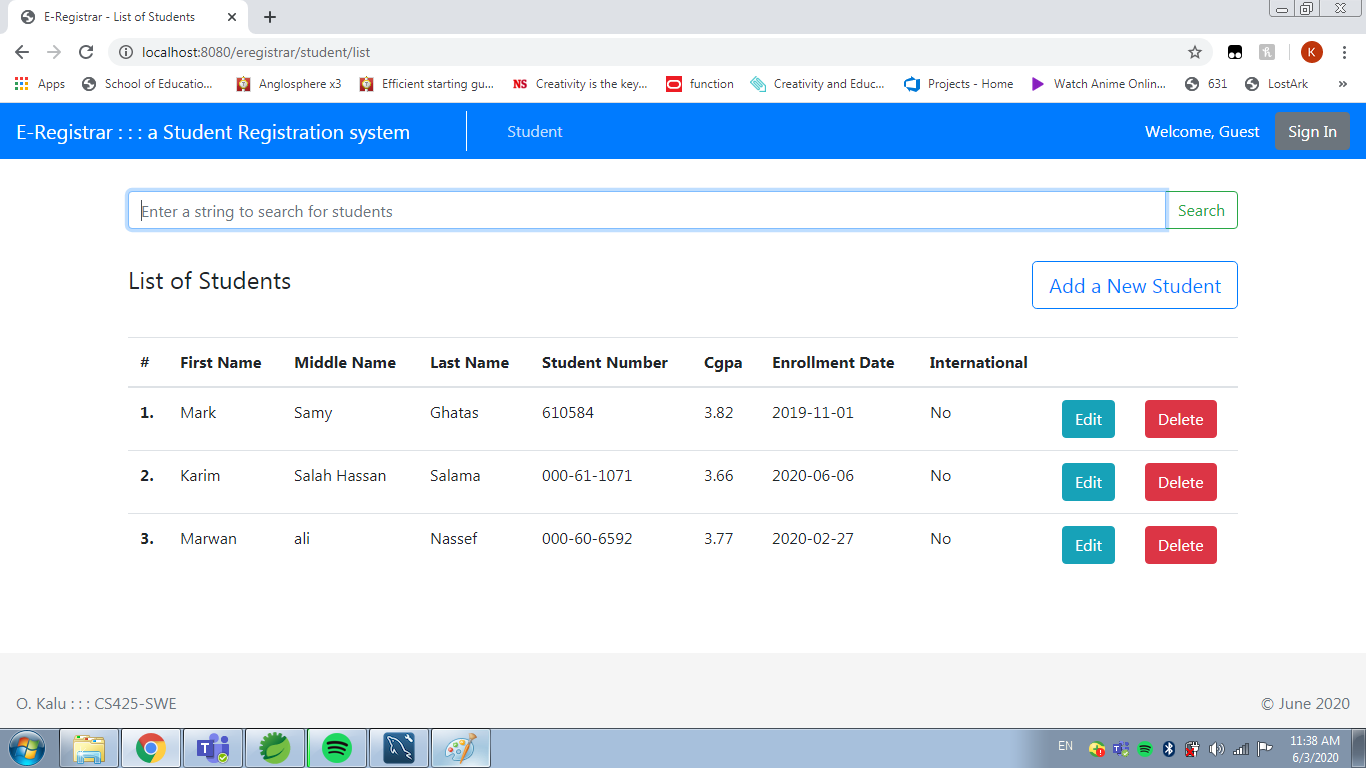 E-Registrar - List of Students
localhost:8080/eregistrar/student/list
K
Apps School of Educatio... Anglosphere x3 Efficient starting gu... NS Creativity is the key... function Creativity and Educ... Projects - Home Watch Anime Online... 631 LostArk »
E-Registrar : : : a Student Registration system Student Welcome, Guest Sign In
Enter a string to search for students Search
List of Students Add a New Student
# First Name Middle Name Last Name Student Number Cgpa Enrollment Date International
1. Mark Samy Ghatas 610584 3.82 2019-11-01 No Edit Delete
2. Karim Salah Hassan Salama 000-61-1071 3.66 2020-06-06 No Edit Delete
3. Marwan ali Nassef 000-60-6592 3.77 2020-02-27 No Edit Delete
O. Kalu : : : CS425-SWE © June 2020
EN 11:38 AM
6/3/2020